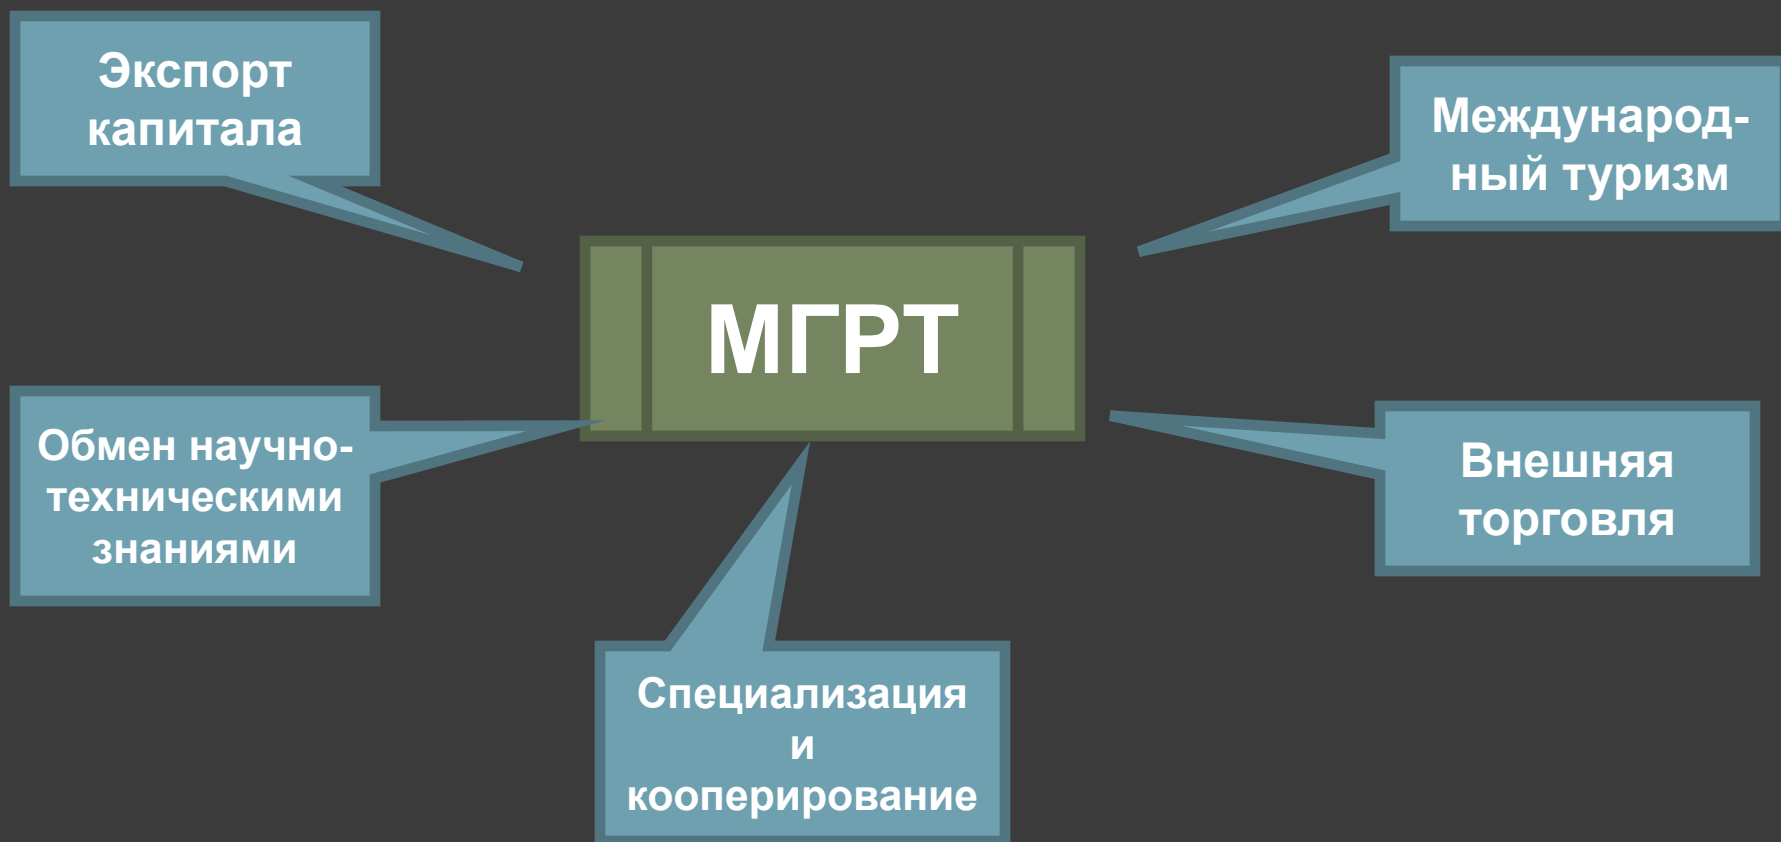 Экспорт
капитала
Международ-
ный туризм
МГРТ
Обмен научно-
техническими
знаниями
Внешняя
торговля
Специализация
и
кооперирование